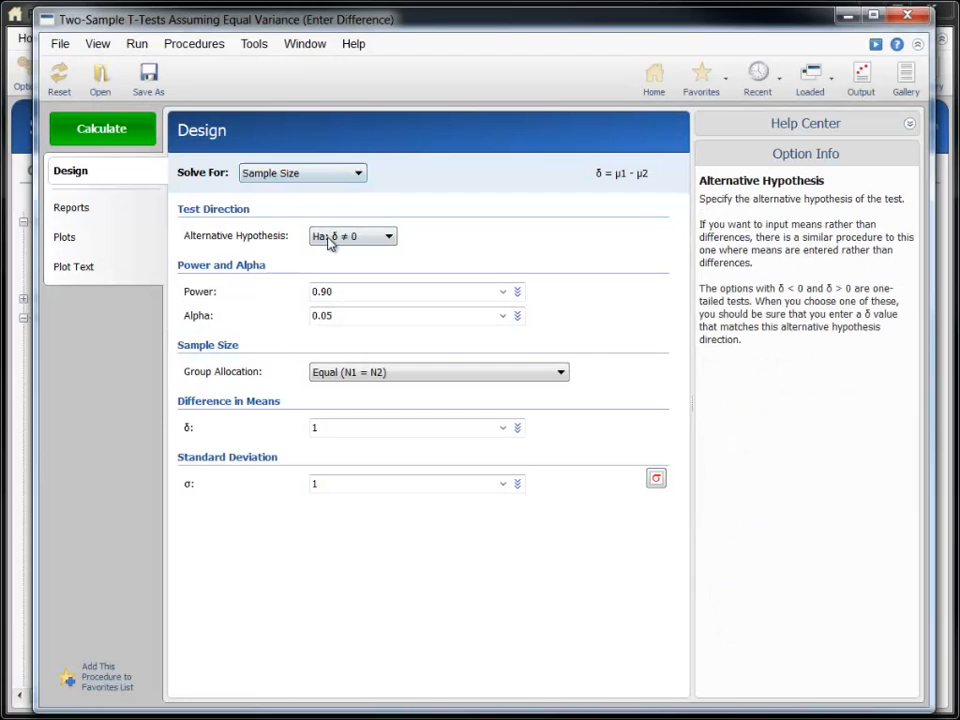 Two-Sample T-Tests Assuming Equal Variance (Enter Difference)
File View Run Procedures Tools Window Help
Reset Open Save As Home Favorites Recent Loaded Output Gallery
Calculate
Design
Reports
Plots
Plot Text
Add This
Procedure to
Favorites List
Design
Solve For: Sample Size δ = μ1 - μ2
Test Direction
Alternative Hypothesis: Ha: δ ≠ 0
Power and Alpha
Power: 0.90
Alpha: 0.05
Sample Size
Group Allocation: Equal (N1 = N2)
Difference in Means
δ: 1
Standard Deviation
σ: 1
σ
Help Center
Option Info
Alternative Hypothesis
Specify the alternative hypothesis of the test.
If you want to input means rather than
differences, there is a similar procedure to this
one where means are entered rather than
differences.
The options with δ < 0 and δ > 0 are one-
tailed tests. When you choose one of these,
you should be sure that you enter a δ value
that matches this alternative hypothesis
direction.